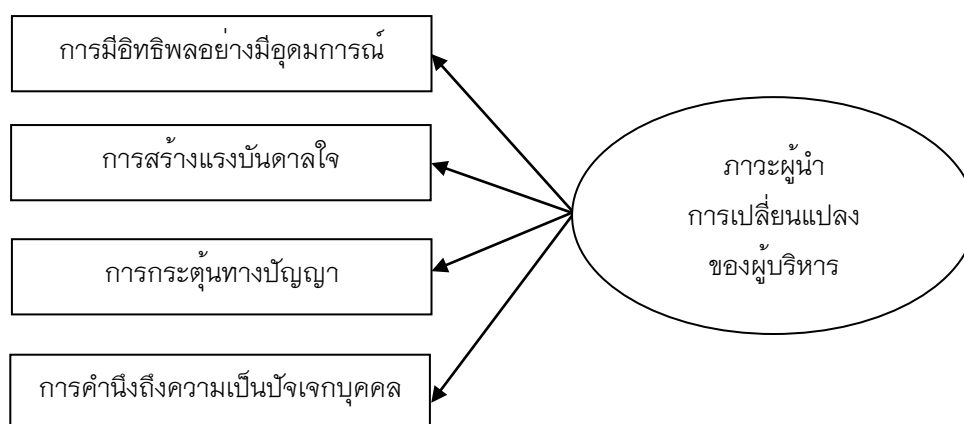 การมีอิทธิพลอย่างมีอุดมการณ์
การสร้างแรงบันดาลใจ
การกระตุ้นทางปัญญา
การคำนึงถึงความเป็นปัจเจกบุคคล
ภาวะผู้นำ
การเปลี่ยนแปลง
ของผู้บริหาร